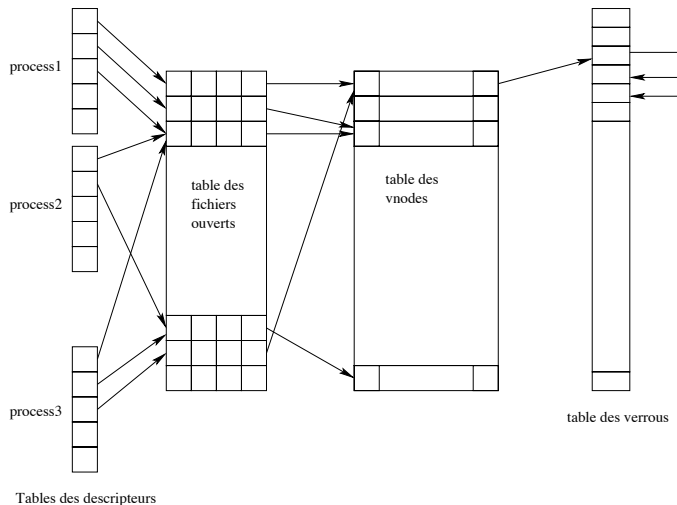 process1
process2
process3
table des
fichiers
ouverts
table des
vnodes
table des verrous
Tables des descripteurs